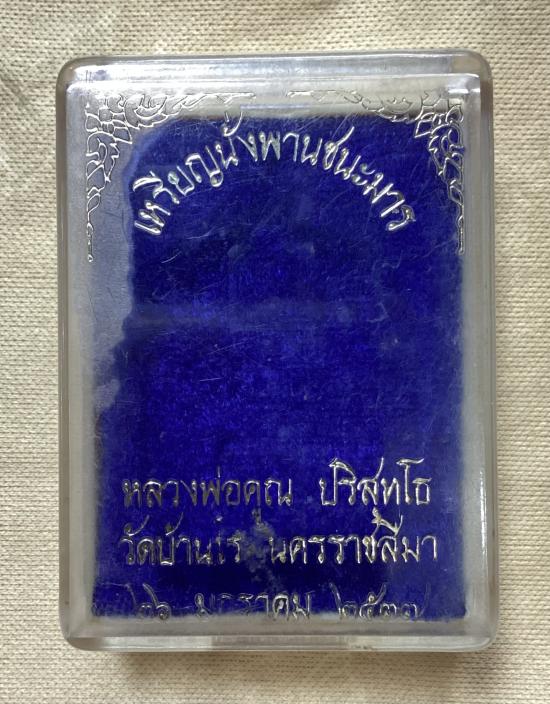 เหรียญนั่งพานชนะมาร
หลวงพ่อคูณ ปริสุทโธ
วัดบ้านไร่ นครราชสีมา
๒๖ มกราคม ๒๕๓๗